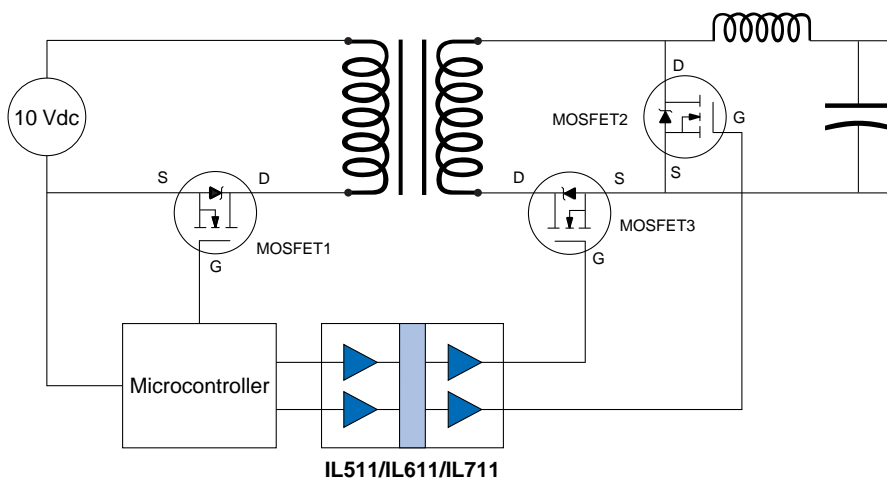 D
10 Vdc
MOSFET2
G
S
S
D
D
S
MOSFET1
MOSFET3
G
G
Microcontroller
IL511/IL611/IL711